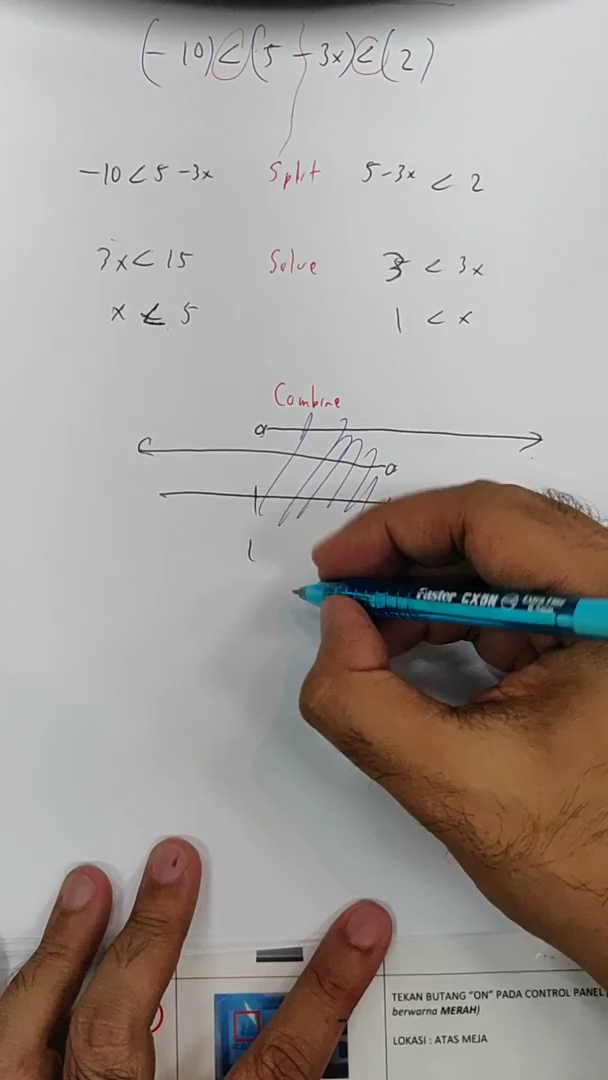 (-10) < (5 - 3x) < (2)
-10 < 5 - 3x Split 5 - 3x < 2
3x < 15 Solve 3 < 3x
x < 5 1 < x
Combine
1
Faster CX5N
TEKAN BUTANG "ON" PADA CONTROL PANEL
berwarna MERAH)
LOKASI : ATAS MEJA